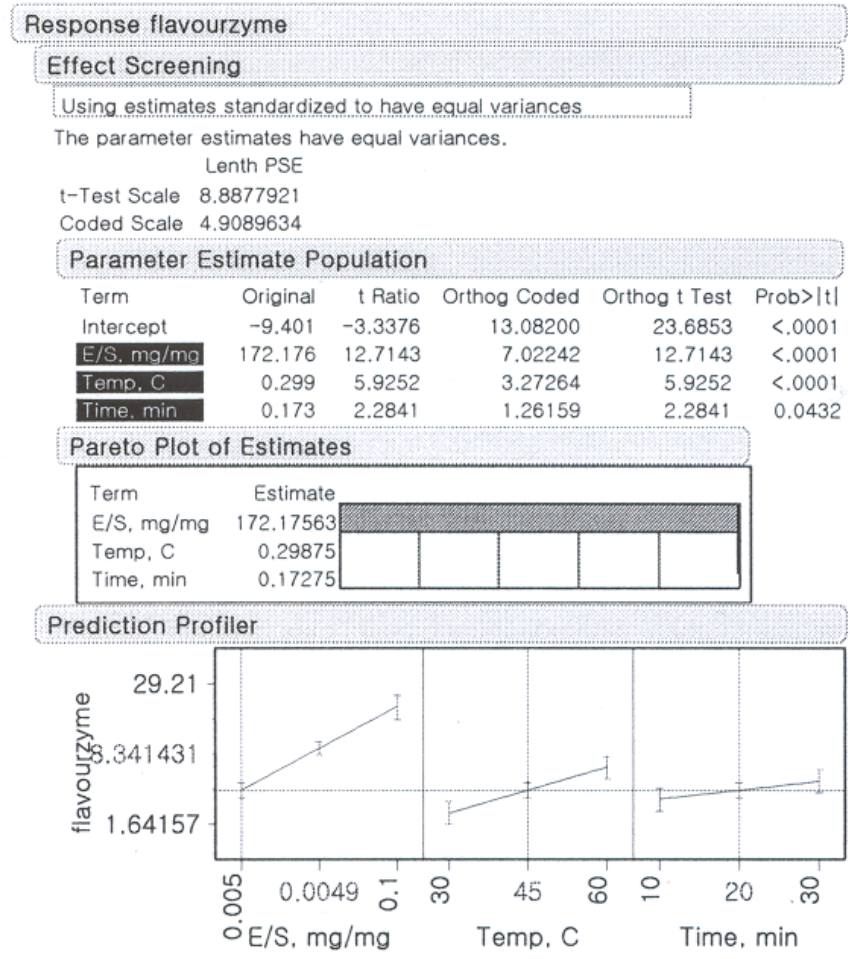 Response flavourzyme
Effect Screening
Using estimates standardized to have equal variances
The parameter estimates have equal variances.
Lenth PSE
t-Test Scale 8.8877921
Coded Scale 4.9089634
Parameter Estimate Population
Term Original t Ratio Orthog Coded Orthog t Test Prob>|t|
Intercept -9.401 -3.3376 13.08200 23.6853 <.0001
E/S, mg/mg 172.176 12.7143 7.02242 12.7143 <.0001
Temp, C 0.299 5.9252 3.27264 5.9252 <.0001
Time, min 0.173 2.2841 1.26159 2.2841 0.0432
Pareto Plot of Estimates
Term Estimate
E/S, mg/mg 172.17563
Temp, C 0.29875
Time, min 0.17275
Prediction Profiler
flavourzyme
29.21
8.341431
1.64157
0.005 0.0049 0.1 30 45 60 10 20 30
E/S, mg/mg Temp, C Time, min